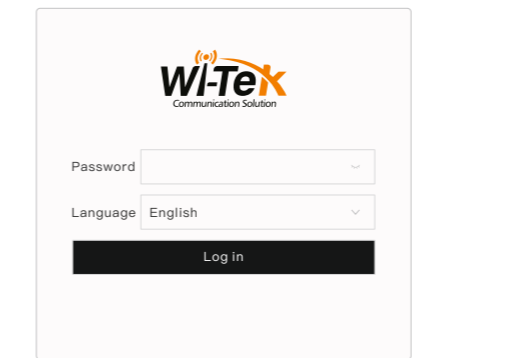 Wi-Tek
Communication Solution
Password
Language English
Log in